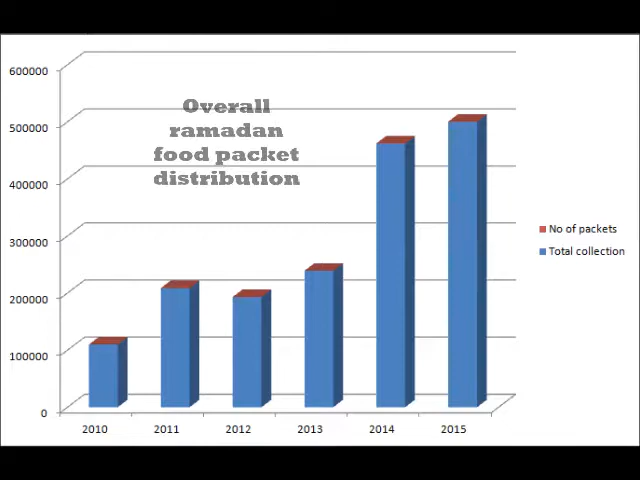 Overall
ramadan
food packet
distribution
600000
500000
400000
300000
200000
100000
0
2010
2011
2012
2013
2014
2015
No of packets
Total collection